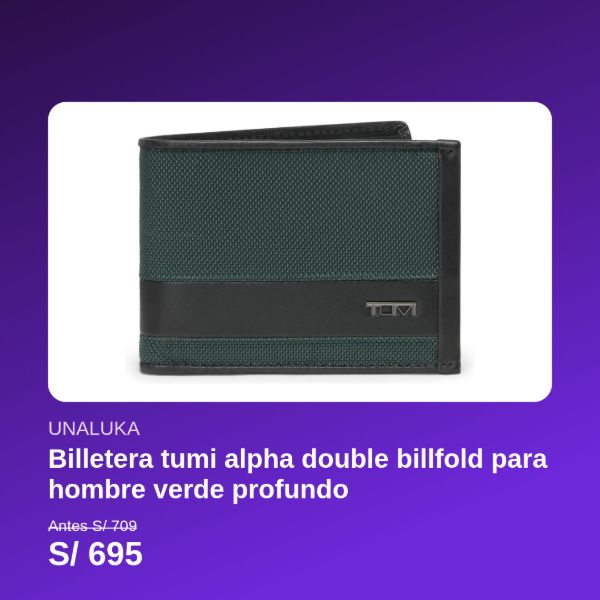 TUMI
UNALUKA
Billetera tumi alpha double billfold para
hombre verde profundo
Antes S/ 709
S/ 695